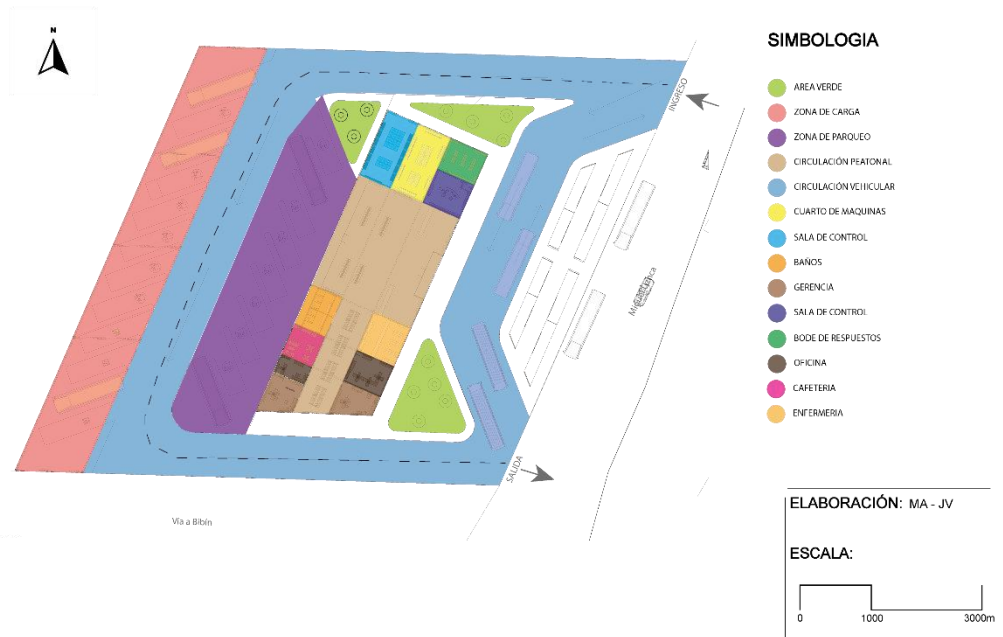 N
SIMBOLOGIA
AREA VERDE
ZONA DE CARGA
ZONA DE PARQUEO
CIRCULACIÓN PEATONAL
CIRCULACIÓN VEHICULAR
CUARTO DE MAQUINAS
SALA DE CONTROL
BAÑOS
GERENCIA
SALA DE CONTROL
BODE DE RESPUESTOS
OFICINA
CAFETERIA
ENFERMERIA
INGRESO
SALIDA
Vía a Bibín
ELABORACIÓN: MA - JV
ESCALA:
0 1000 3000m